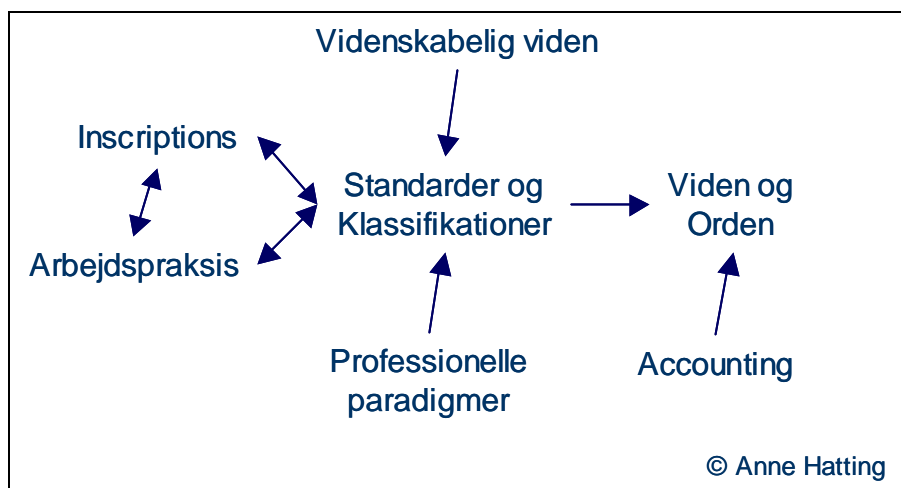 Videnskabelig viden
Inscriptions
Standarder og
Klassifikationer
Viden og
Orden
Arbejdspraksis
Professionelle
paradigmer
Accounting
© Anne Hatting